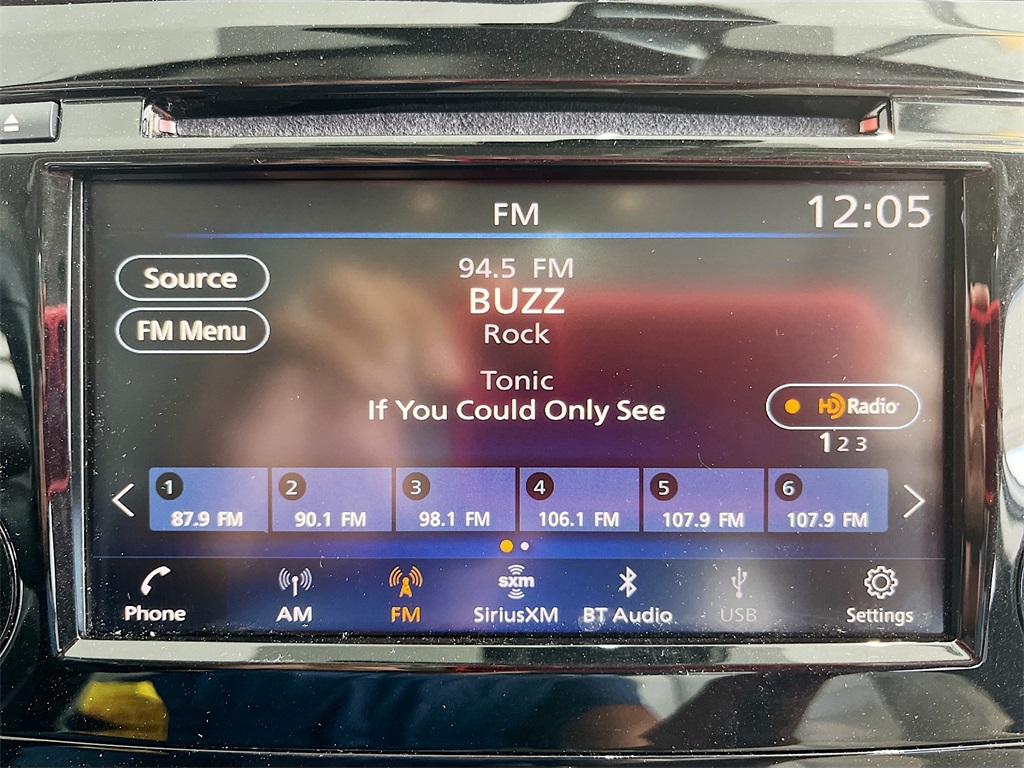 FM
12:05
Source
94.5 FM
BUZZ
FM Menu
Rock
Tonic
If You Could Only See
HD Radio
1 2 3
1 2 3 4 5 6
87.9 FM 90.1 FM 98.1 FM 106.1 FM 107.9 FM 107.9 FM
sxm
Phone AM FM SiriusXM BT Audio USB Settings